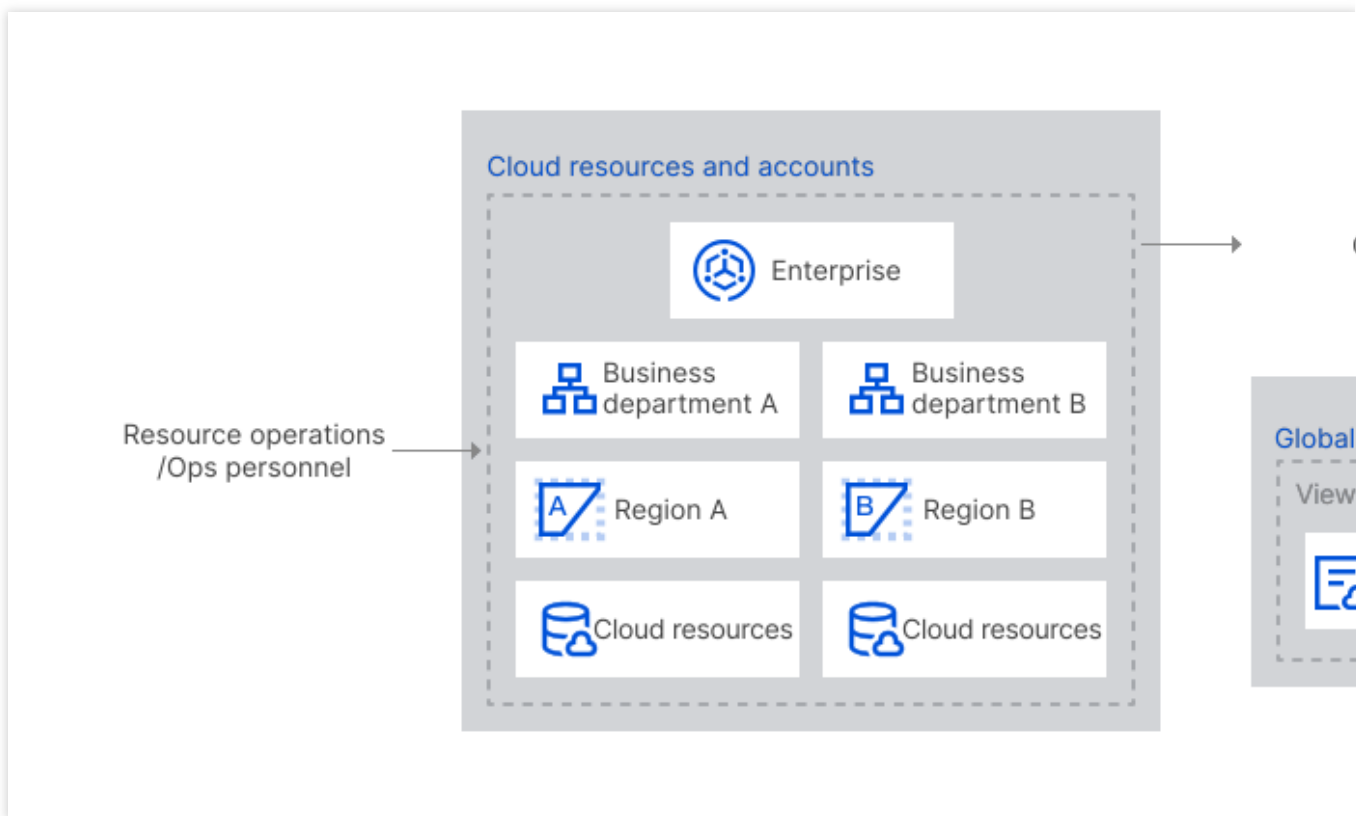 Cloud resources and accounts
Enterprise
Business
department A
Business
department B
Resource operations
/Ops personnel
A
Region A
B
Region B
Cloud resources
Cloud resources
Global
View